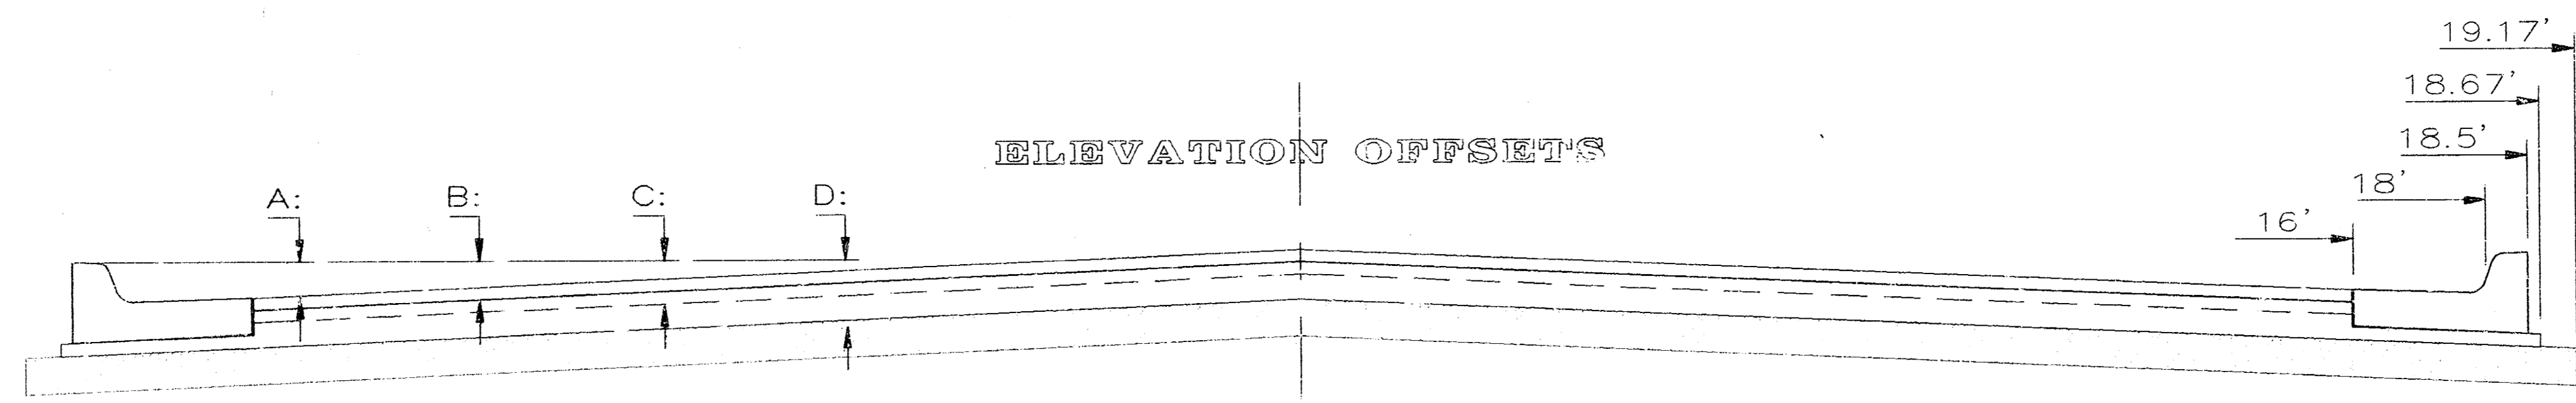 19.17'
18.67'
ELEVATION OFFSETS
18.5'
A: B: C: D:
18'
16'